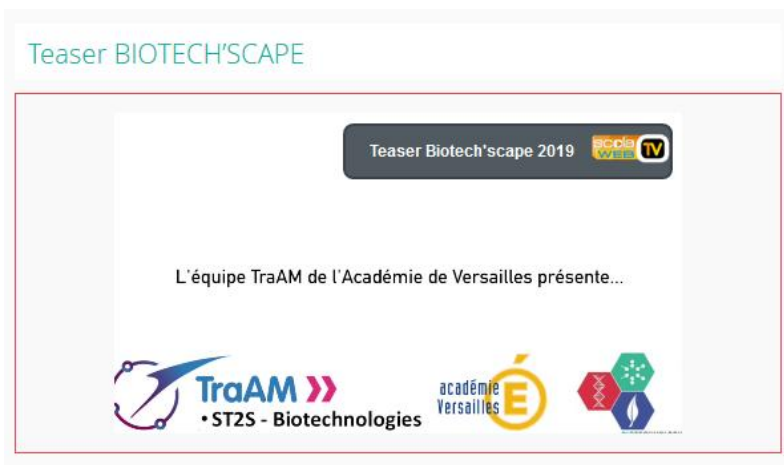 Teaser BIOTECH'SCAPE
Teaser Biotech'scape 2019
scola
WEB TV
L'équipe TraAM de l'Académie de Versailles présente...
TraAM
• ST2S - Biotechnologies
académie
Versailles
É